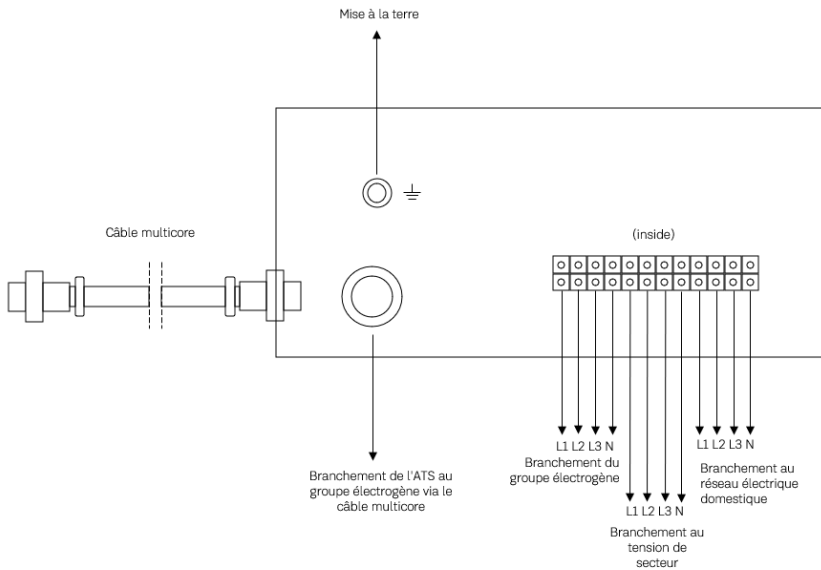 Mise à la terre
Câble multicore
(inside)
L1 L2 L3 N
Branchement du
groupe électrogène
L1 L2 L3 N
Branchement au
réseau électrique
domestique
Branchement de l'ATS au
groupe électrogène via le
câble multicore
L1 L2 L3 N
Branchement au
tension de
secteur